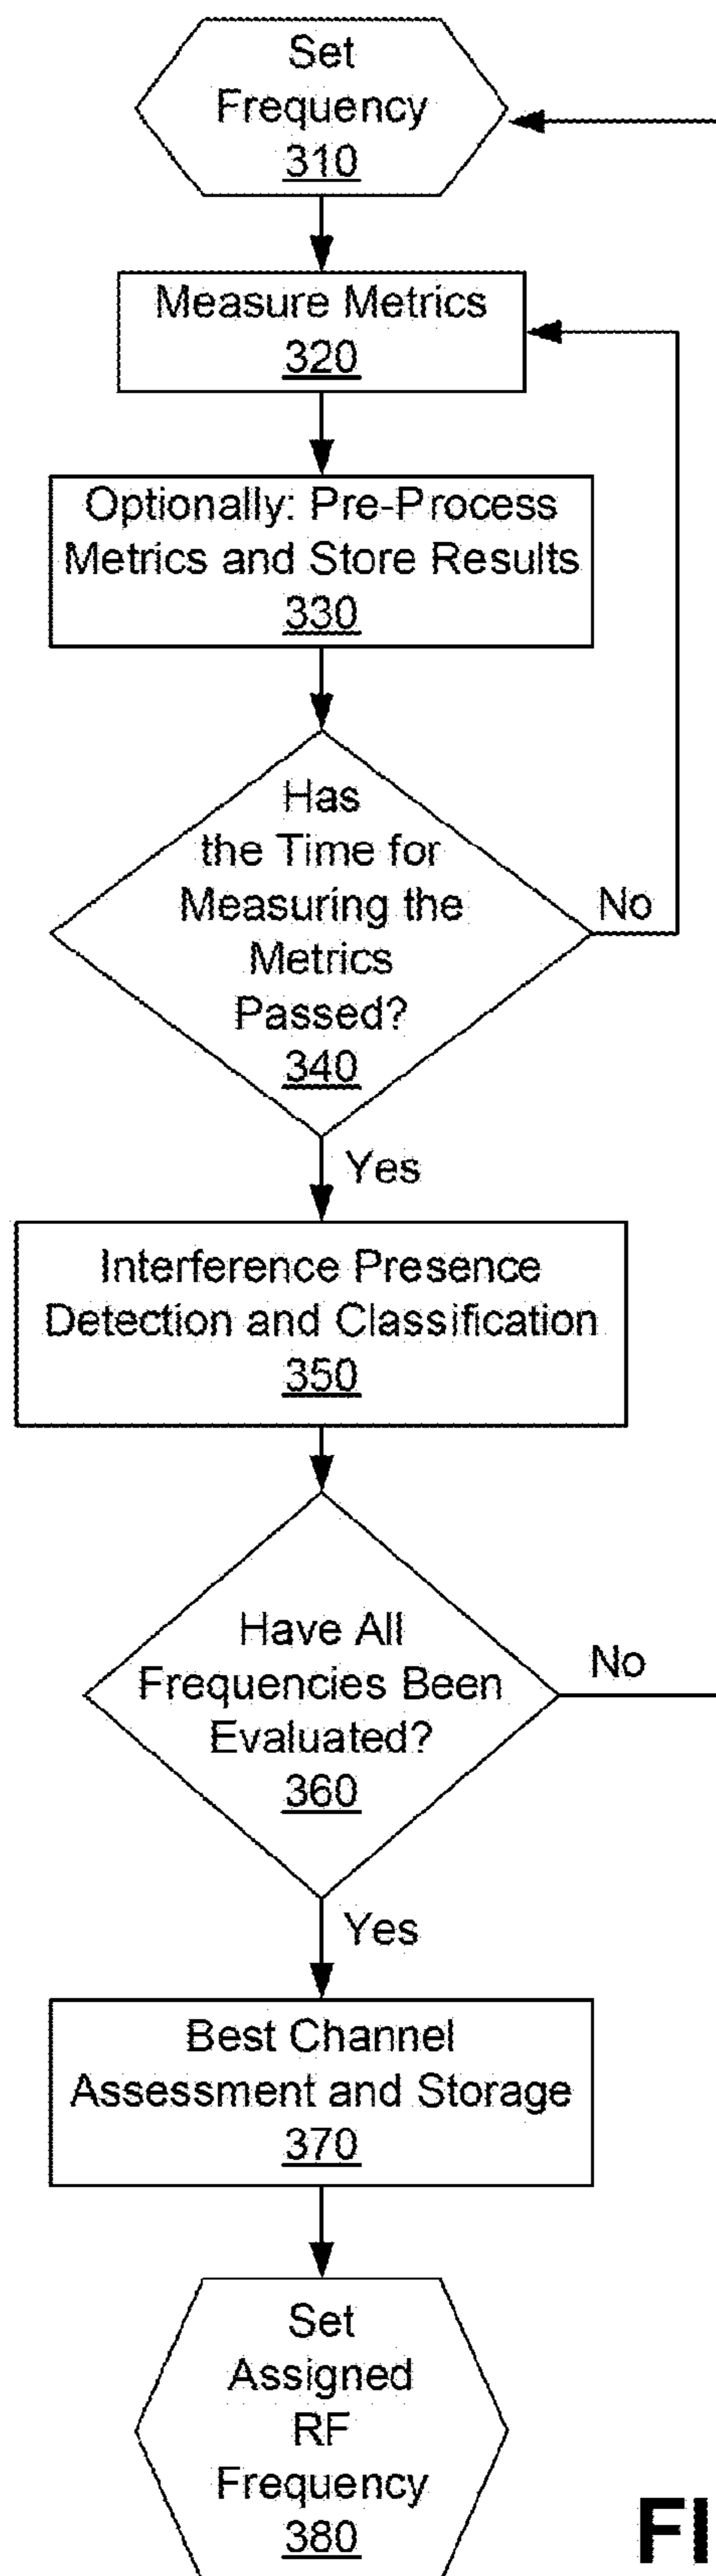 Set
Frequency
310
Measure Metrics
320
Optionally: Pre-Process
Metrics and Store Results
330
Has
the Time for
Measuring the
Metrics
Passed?
340
No
Yes
Interference Presence
Detection and Classification
350
Have All
Frequencies Been
Evaluated?
360
No
Yes
Best Channel
Assessment and Storage
370
Set
Assigned
RF
Frequency
380
FI